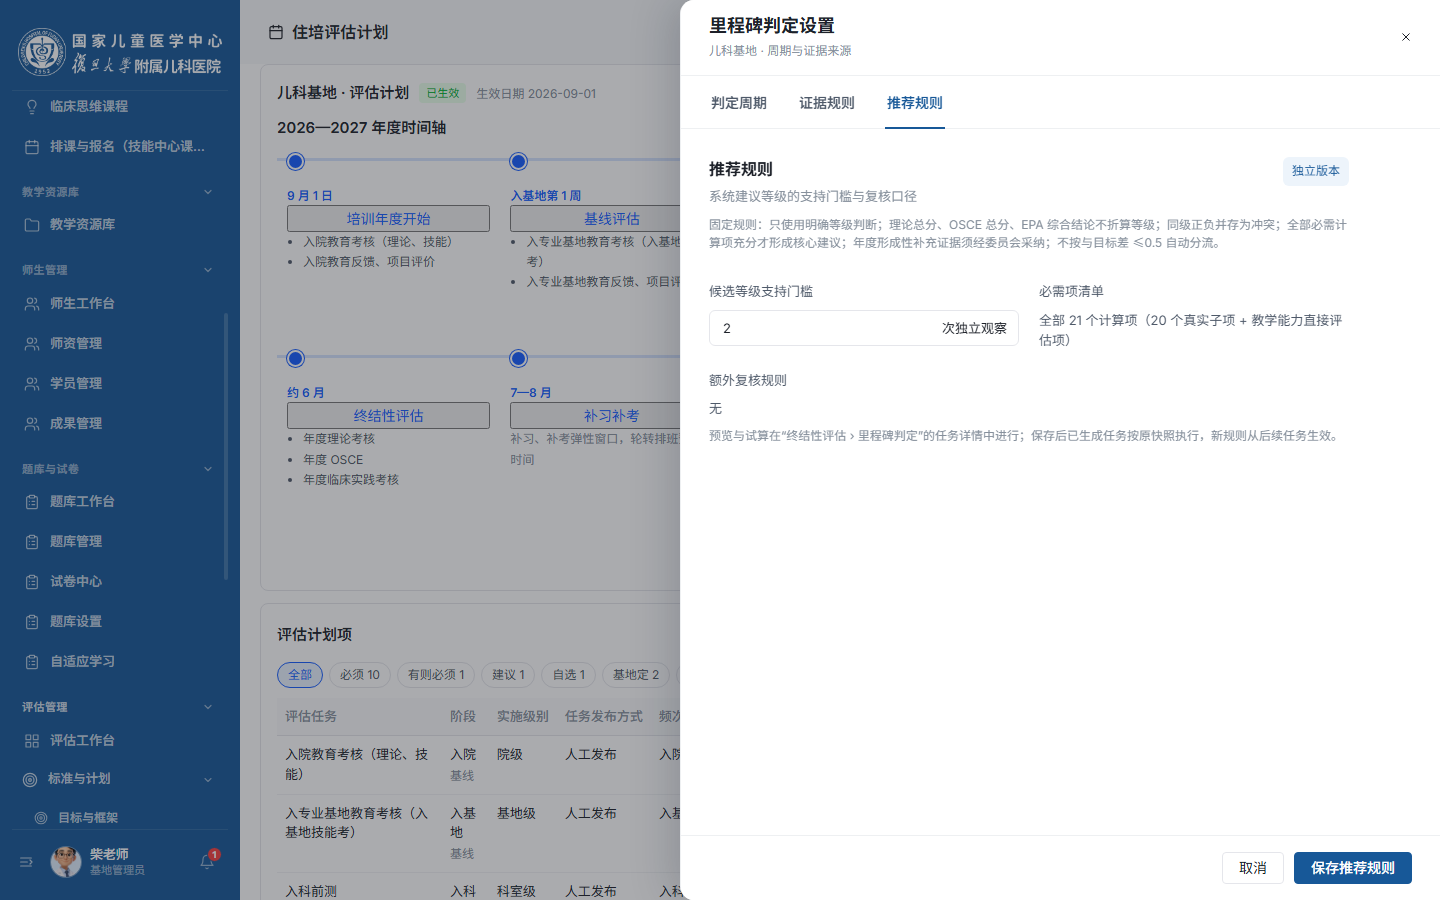 国家儿童医学中心
復旦大学附属儿科医院
临床思维课程
排课与报名（技能中心课...
教学资源库
教学资源库
师生管理
师生工作台
师资管理
学员管理
成果管理
题库与试卷
题库工作台
题库管理
试卷中心
题库设置
自适应学习
评估管理
评估工作台
标准与计划
目标与框架
柴老师
基地管理员
1
住培评估计划
儿科基地 · 评估计划 已生效 生效日期 2026-09-01
2026—2027 年度时间轴
9 月 1 日
培训年度开始
入院教育考核（理论、技能）
入院教育反馈、项目评价
入基地第 1 周
基线评估
入专业基地教育考核（入基地
考）
入专业基地教育反馈、项目评
约 6 月
终结性评估
年度理论考核
年度 OSCE
年度临床实践考核
7—8 月
补习补考
补习、补考弹性窗口，轮转排班
时间
评估计划项
全部 必须 10 有则必须 1 建议 1 自选 1 基地定 2
评估任务 阶段 实施级别 任务发布方式 频次
入院教育考核（理论、技
能）
入院
基线
院级 人工发布 入院
入专业基地教育考核（入
基地技能考）
入基
地
基线
基地级 人工发布 入基
入科前测 入科 科室级 人工发布 入科
里程碑判定设置
儿科基地 · 周期与证据来源
判定周期 证据规则 推荐规则
推荐规则
独立版本
系统建议等级的支持门槛与复核口径
固定规则：只使用明确等级判断；理论总分、OSCE 总分、EPA 综合结论不折算等级；同级正负并存为冲突；全部必需计
算项充分才形成核心建议；年度形成性补充证据须经委员会采纳；不按与目标差 ≤0.5 自动分流。
候选等级支持门槛
2 次独立观察
必需项清单
全部 21 个计算项（20 个真实子项 + 教学能力直接评
估项）
额外复核规则
无
预览与试算在“终结性评估 › 里程碑判定”的任务详情中进行；保存后已生成任务按原快照执行，新规则从后续任务生效。
取消 保存推荐规则